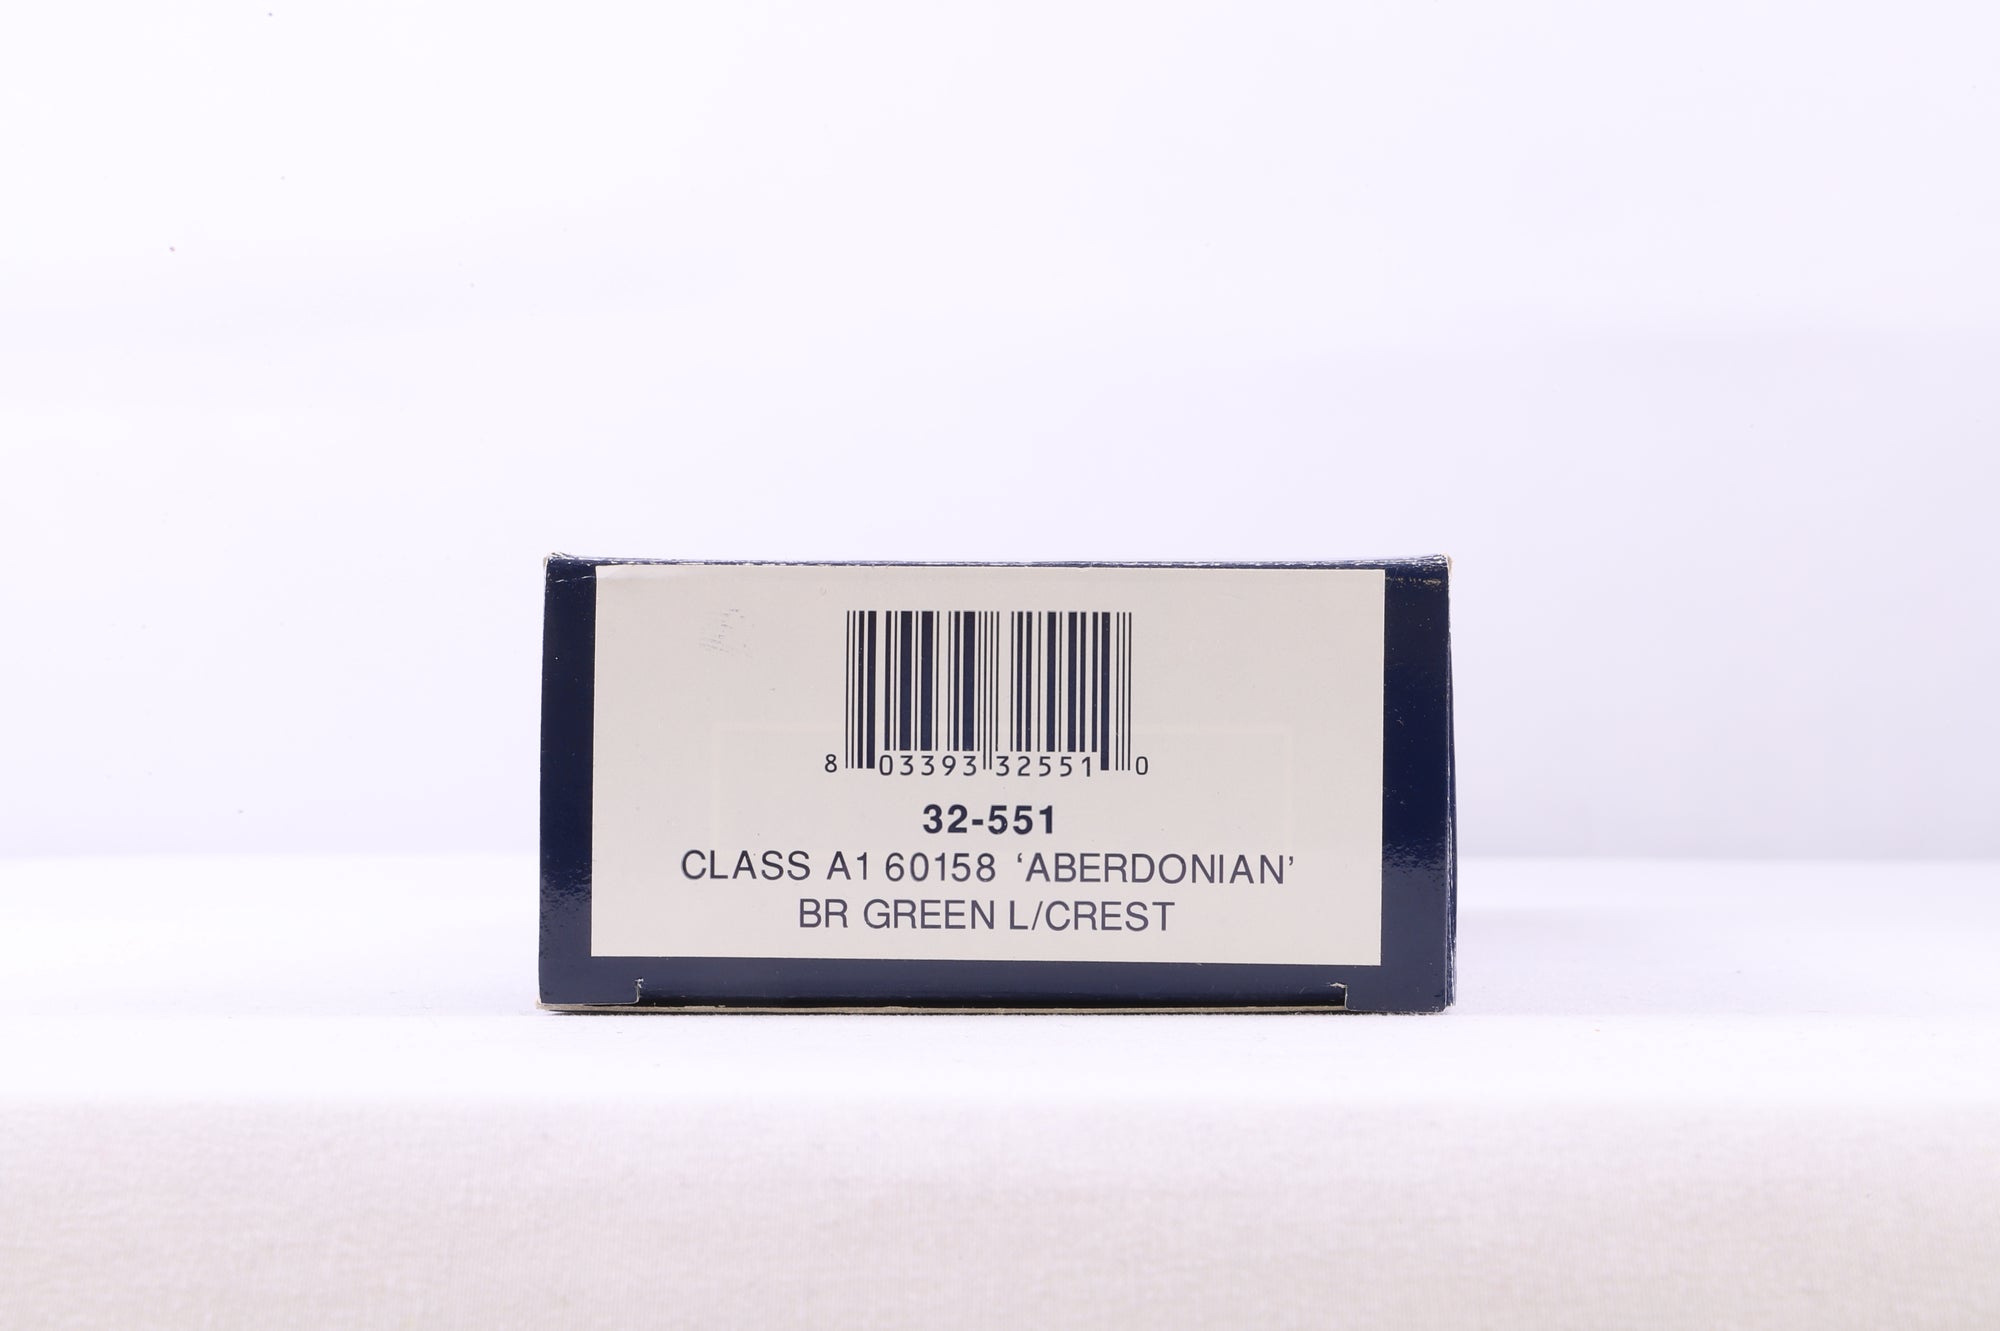 8 03393 32551 0
32-551
CLASS A1 60158 ‘ABERDONIAN’
BR GREEN L/CREST